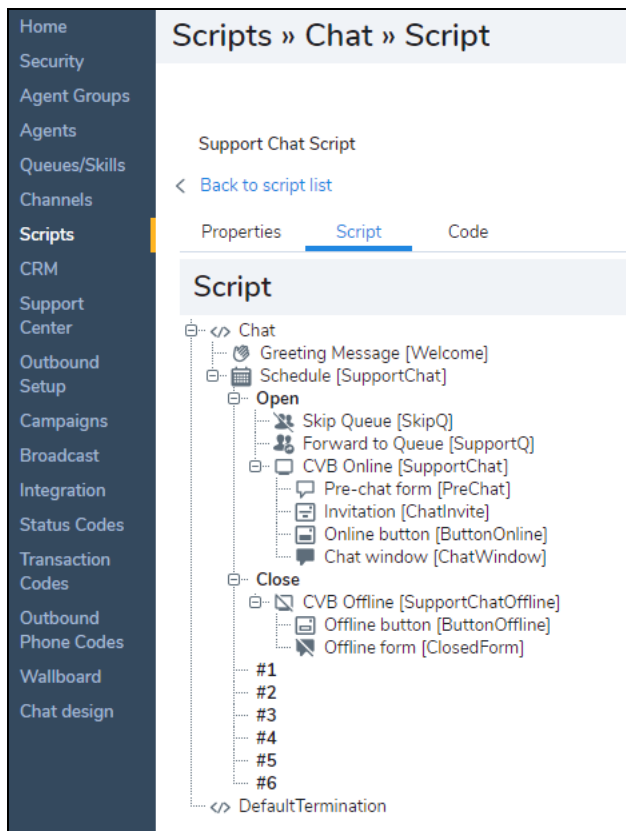 Home
Security
Agent Groups
Agents
Queues/Skills
Channels
Scripts
CRM
Support
Center
Outbound
Setup
Campaigns
Broadcast
Integration
Status Codes
Transaction
Codes
Outbound
Phone Codes
Wallboard
Chat design
Scripts » Chat » Script
Support Chat Script
< Back to script list
Properties Script Code
Script
</> Chat
Greeting Message [Welcome]
Schedule [SupportChat]
Open
Skip Queue [SkipQ]
Forward to Queue [SupportQ]
CVB Online [SupportChat]
Pre-chat form [PreChat]
Invitation [ChatInvite]
Online button [ButtonOnline]
Chat window [ChatWindow]
Close
CVB Offline [SupportChatOffline]
Offline button [ButtonOffline]
Offline form [ClosedForm]
#1
#2
#3
#4
#5
#6
</> DefaultTermination